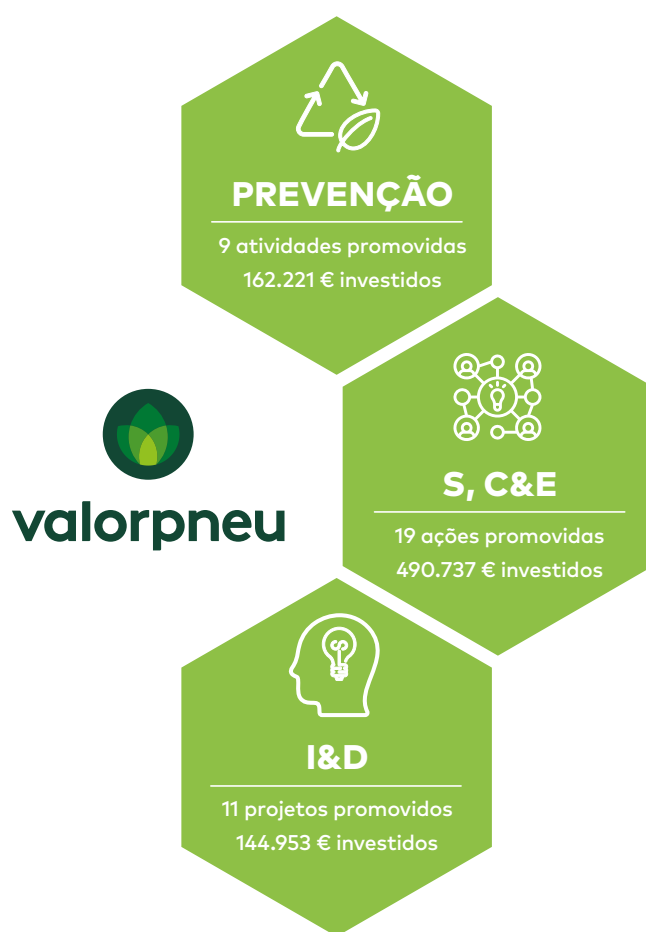 PREVENÇÃO
9 atividades promovidas
162.221 € investidos
valorpneu
S, C&E
19 ações promovidas
490.737 € investidos
I&D
11 projetos promovidos
144.953 € investidos